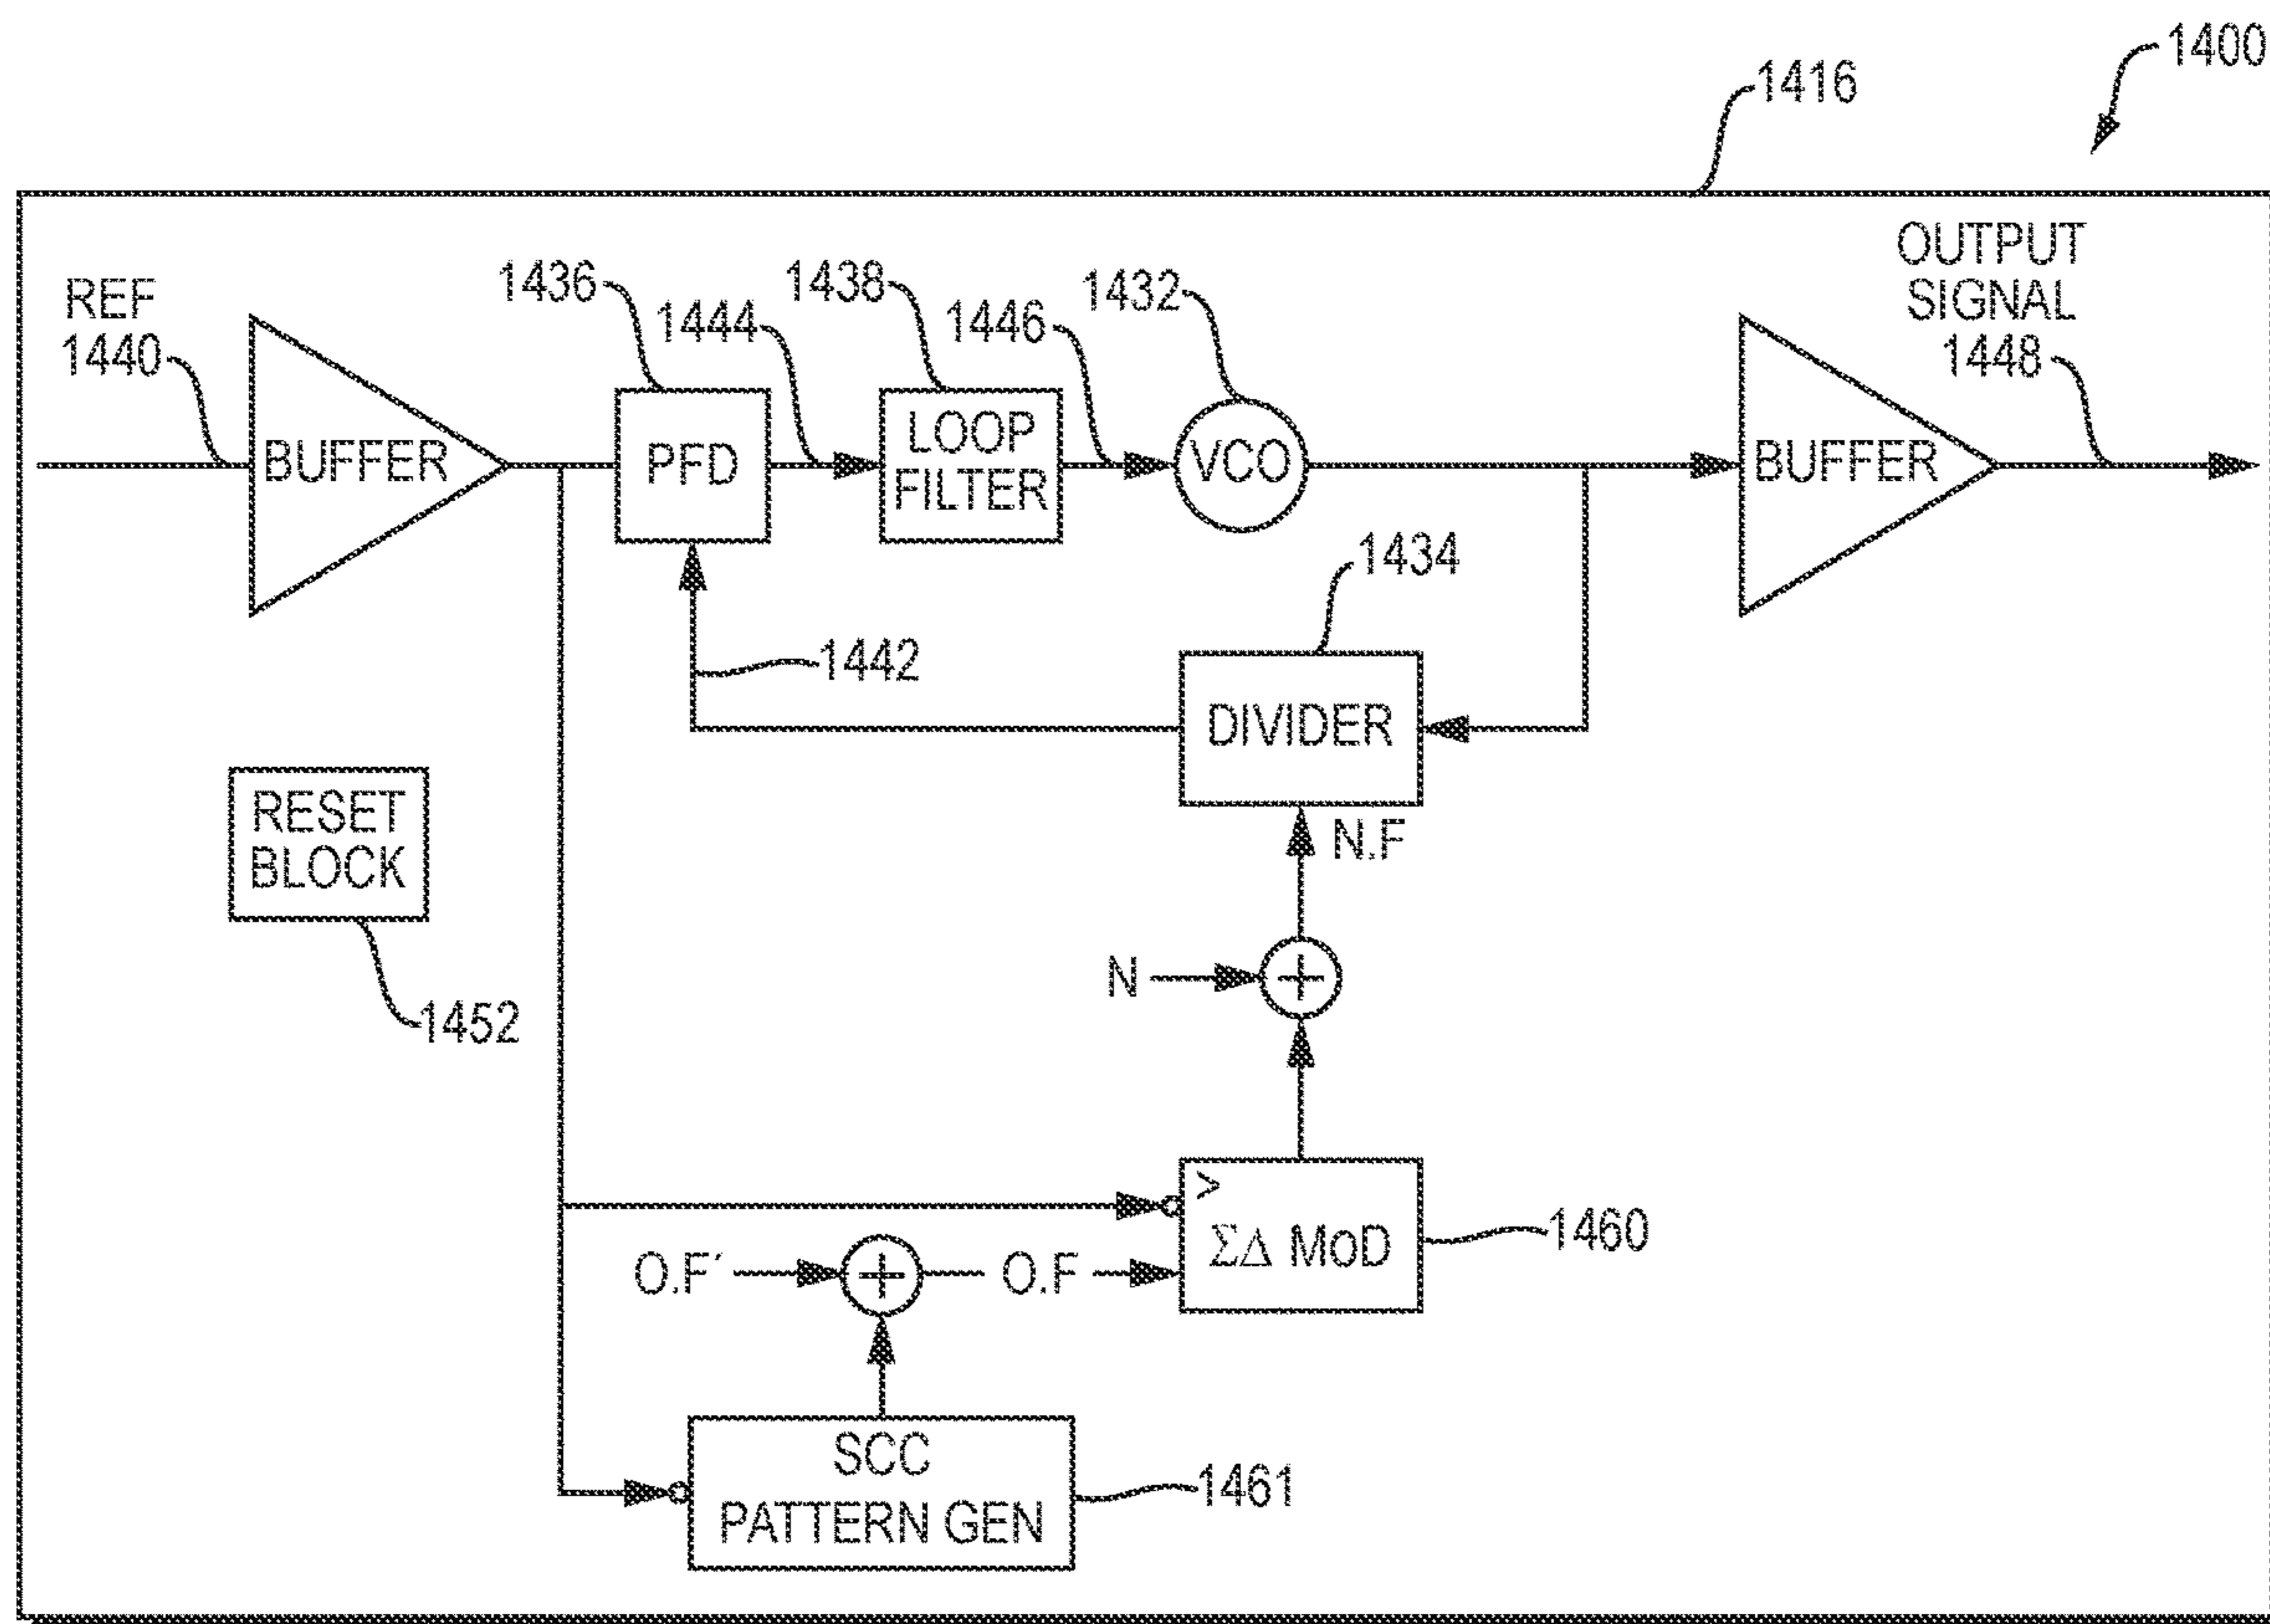 1400
1416
OUTPUT
SIGNAL
1448
REF
1440
1436
1444
1438
1446
1432
BUFFER
PFD
LOOP
FILTER
VCO
BUFFER
1434
1442
DIVIDER
RESET
BLOCK
N.F
1452
N
+
>
ΣΔ MoD
1460
O.F´
+
O.F
SCC
PATTERN GEN
1461